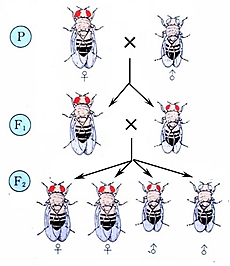 P
×
♀ ♂
F₁
×
F₂
♀ ♀ ♂ ♂